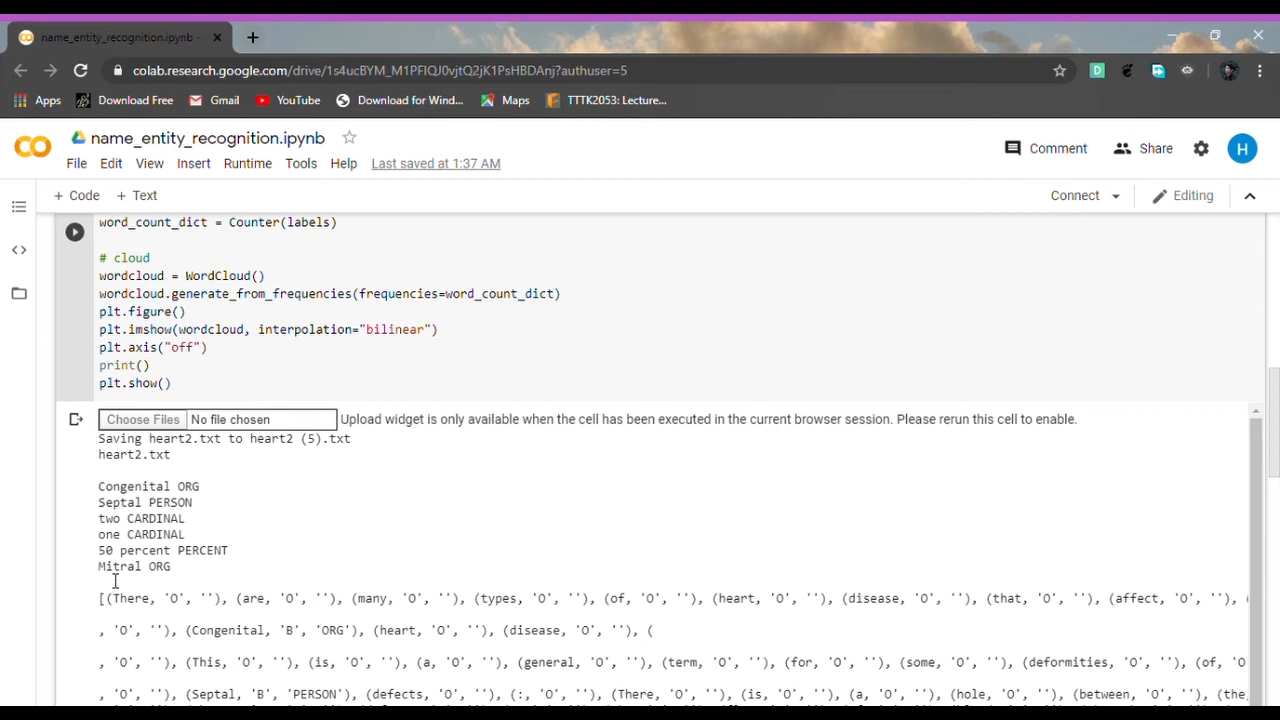 name_entity_recognition.ipynb
colab.research.google.com/drive/1s4ucBYM_M1PFIQJ0vjtQ2jK1PsHBDAnj?authuser=5
Apps Download Free Gmail YouTube Download for Wind... Maps TTTK2053: Lecture...
name_entity_recognition.ipynb
Comment Share H
File Edit View Insert Runtime Tools Help Last saved at 1:37 AM
+ Code + Text Connect Editing
word_count_dict = Counter(labels)
# cloud
wordcloud = WordCloud()
wordcloud.generate_from_frequencies(frequencies=word_count_dict)
plt.figure()
plt.imshow(wordcloud, interpolation="bilinear")
plt.axis("off")
print()
plt.show()
Choose Files No file chosen Upload widget is only available when the cell has been executed in the current browser session. Please rerun this cell to enable.
Saving heart2.txt to heart2 (5).txt
heart2.txt
Congenital ORG
Septal PERSON
two CARDINAL
one CARDINAL
50 percent PERCENT
Mitral ORG
[(There, 'O', ''), (are, 'O', ''), (many, 'O', ''), (types, 'O', ''), (of, 'O', ''), (heart, 'O', ''), (disease, 'O', ''), (that, 'O', ''), (affect, 'O', ''), (
, 'O', ''), (Congenital, 'B', 'ORG'), (heart, 'O', ''), (disease, 'O', ''), (
, 'O', ''), (This, 'O', ''), (is, 'O', ''), (a, 'O', ''), (general, 'O', ''), (term, 'O', ''), (for, 'O', ''), (some, 'O', ''), (deformities, 'O', ''), (of, 'O
, 'O', ''), (Septal, 'B', 'PERSON'), (defects, 'O', ''), (:, 'O', ''), (There, 'O', ''), (is, 'O', ''), (a, 'O', ''), (hole, 'O', ''), (between, 'O', ''), (the,